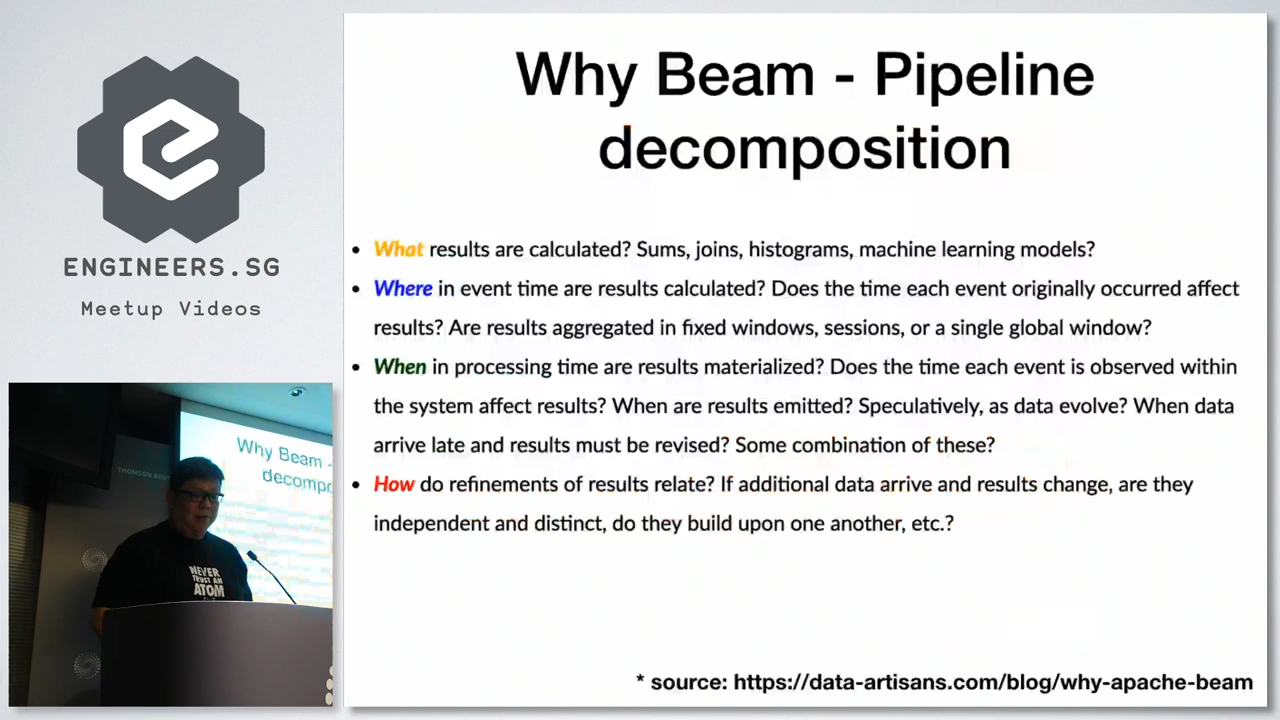 ENGINEERS.SG
Meetup Videos
Why Beam - Pipeline
decomposition
• What results are calculated? Sums, joins, histograms, machine learning models?
• Where in event time are results calculated? Does the time each event originally occurred affect
results? Are results aggregated in fixed windows, sessions, or a single global window?
• When in processing time are results materialized? Does the time each event is observed within
the system affect results? When are results emitted? Speculatively, as data evolve? When data
arrive late and results must be revised? Some combination of these?
• How do refinements of results relate? If additional data arrive and results change, are they
independent and distinct, do they build upon one another, etc.?
* source: https://data-artisans.com/blog/why-apache-beam
Why Beam -
decompo
THOMSON REU
NEVER
TRUST AN
ATOM